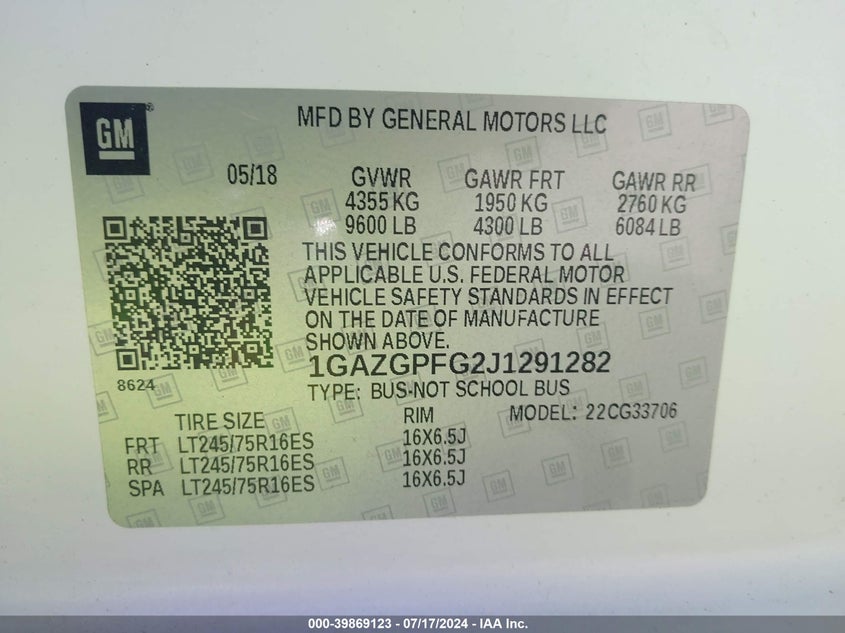 GM
®
MFD BY GENERAL MOTORS LLC
05/18 GVWR GAWR FRT GAWR RR
4355 KG 1950 KG 2760 KG
9600 LB 4300 LB 6084 LB
THIS VEHICLE CONFORMS TO ALL
APPLICABLE U.S. FEDERAL MOTOR
VEHICLE SAFETY STANDARDS IN EFFECT
ON THE DATE OF MANUFACTURE
SHOWN ABOVE.
8624
1GAZGPFG2J1291282
TYPE: BUS-NOT SCHOOL BUS
TIRE SIZE RIM MODEL: 22CG33706
FRT LT245/75R16ES 16X6.5J
RR LT245/75R16ES 16X6.5J
SPA LT245/75R16ES 16X6.5J
000-39869123 - 07/17/2024 - IAA Inc.